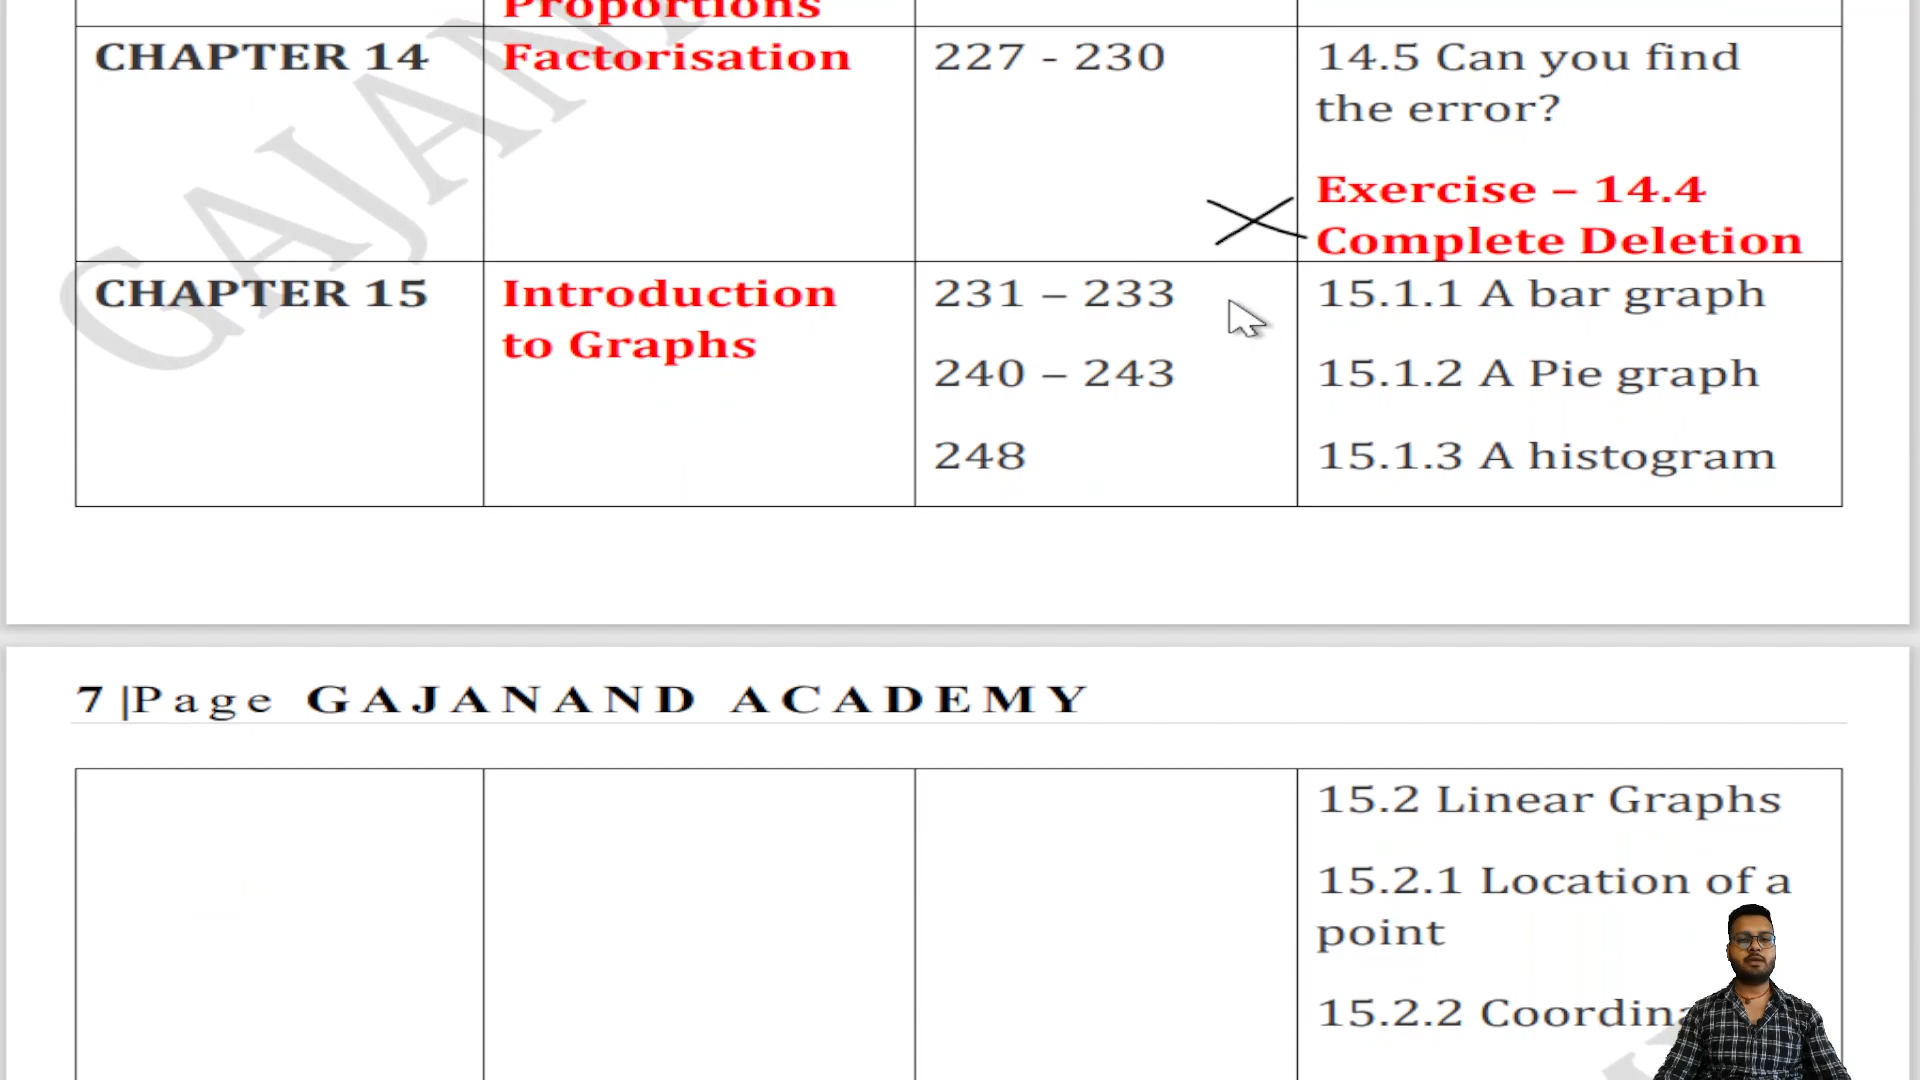 Proportions
CHAPTER 14
Factorisation
227 - 230
14.5 Can you find
the error?
Exercise – 14.4
Complete Deletion
CHAPTER 15
Introduction
to Graphs
231 – 233
240 – 243
248
15.1.1 A bar graph
15.1.2 A Pie graph
15.1.3 A histogram
7 |Page GAJANAND ACADEMY
15.2 Linear Graphs
15.2.1 Location of a
point
15.2.2